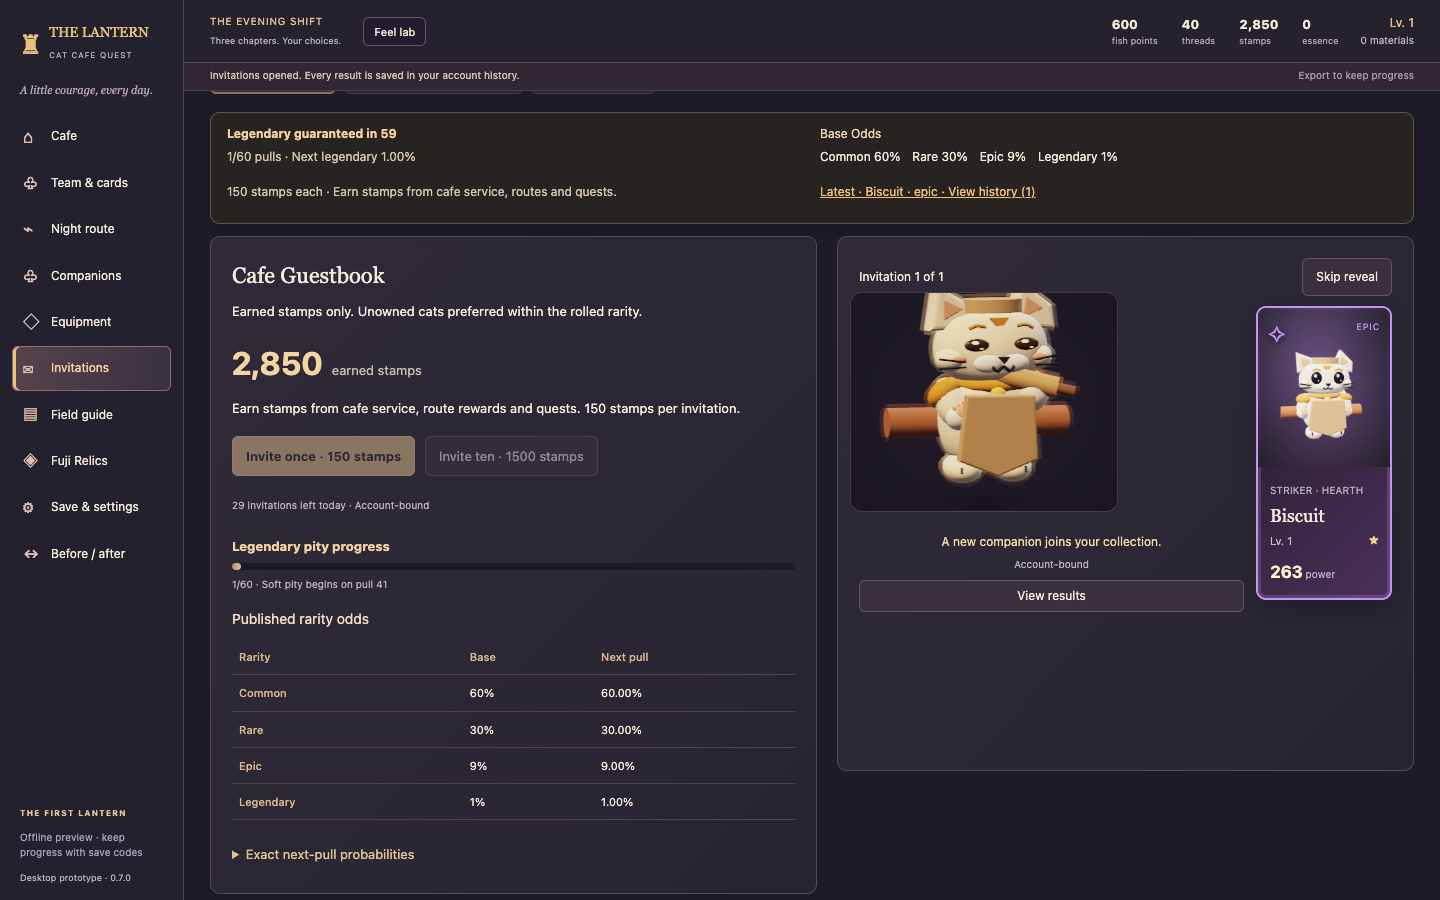 THE LANTERN
CAT CAFE QUEST
A little courage, every day.
Cafe
Team & cards
Night route
Companions
Equipment
Invitations
Field guide
Fuji Relics
Save & settings
Before / after
THE FIRST LANTERN
Offline preview · keep
progress with save codes
Desktop prototype · 0.7.0
THE EVENING SHIFT
Three chapters. Your choices.
Feel lab
600
fish points
40
threads
2,850
stamps
0
essence
Lv. 1
0 materials
Invitations opened. Every result is saved in your account history.
Export to keep progress
Legendary guaranteed in 59
1/60 pulls · Next legendary 1.00%
150 stamps each · Earn stamps from cafe service, routes and quests.
Base Odds
Common 60% Rare 30% Epic 9% Legendary 1%
Latest · Biscuit · epic · View history (1)
Cafe Guestbook
Earned stamps only. Unowned cats preferred within the rolled rarity.
2,850 earned stamps
Earn stamps from cafe service, route rewards and quests. 150 stamps per invitation.
Invite once · 150 stamps
Invite ten · 1500 stamps
29 invitations left today · Account-bound
Legendary pity progress
1/60 · Soft pity begins on pull 41
Published rarity odds
Rarity Base Next pull
Common 60% 60.00%
Rare 30% 30.00%
Epic 9% 9.00%
Legendary 1% 1.00%
Exact next-pull probabilities
Invitation 1 of 1
Skip reveal
EPIC
STRIKER · HEARTH
Biscuit
Lv. 1
263 power
A new companion joins your collection.
Account-bound
View results